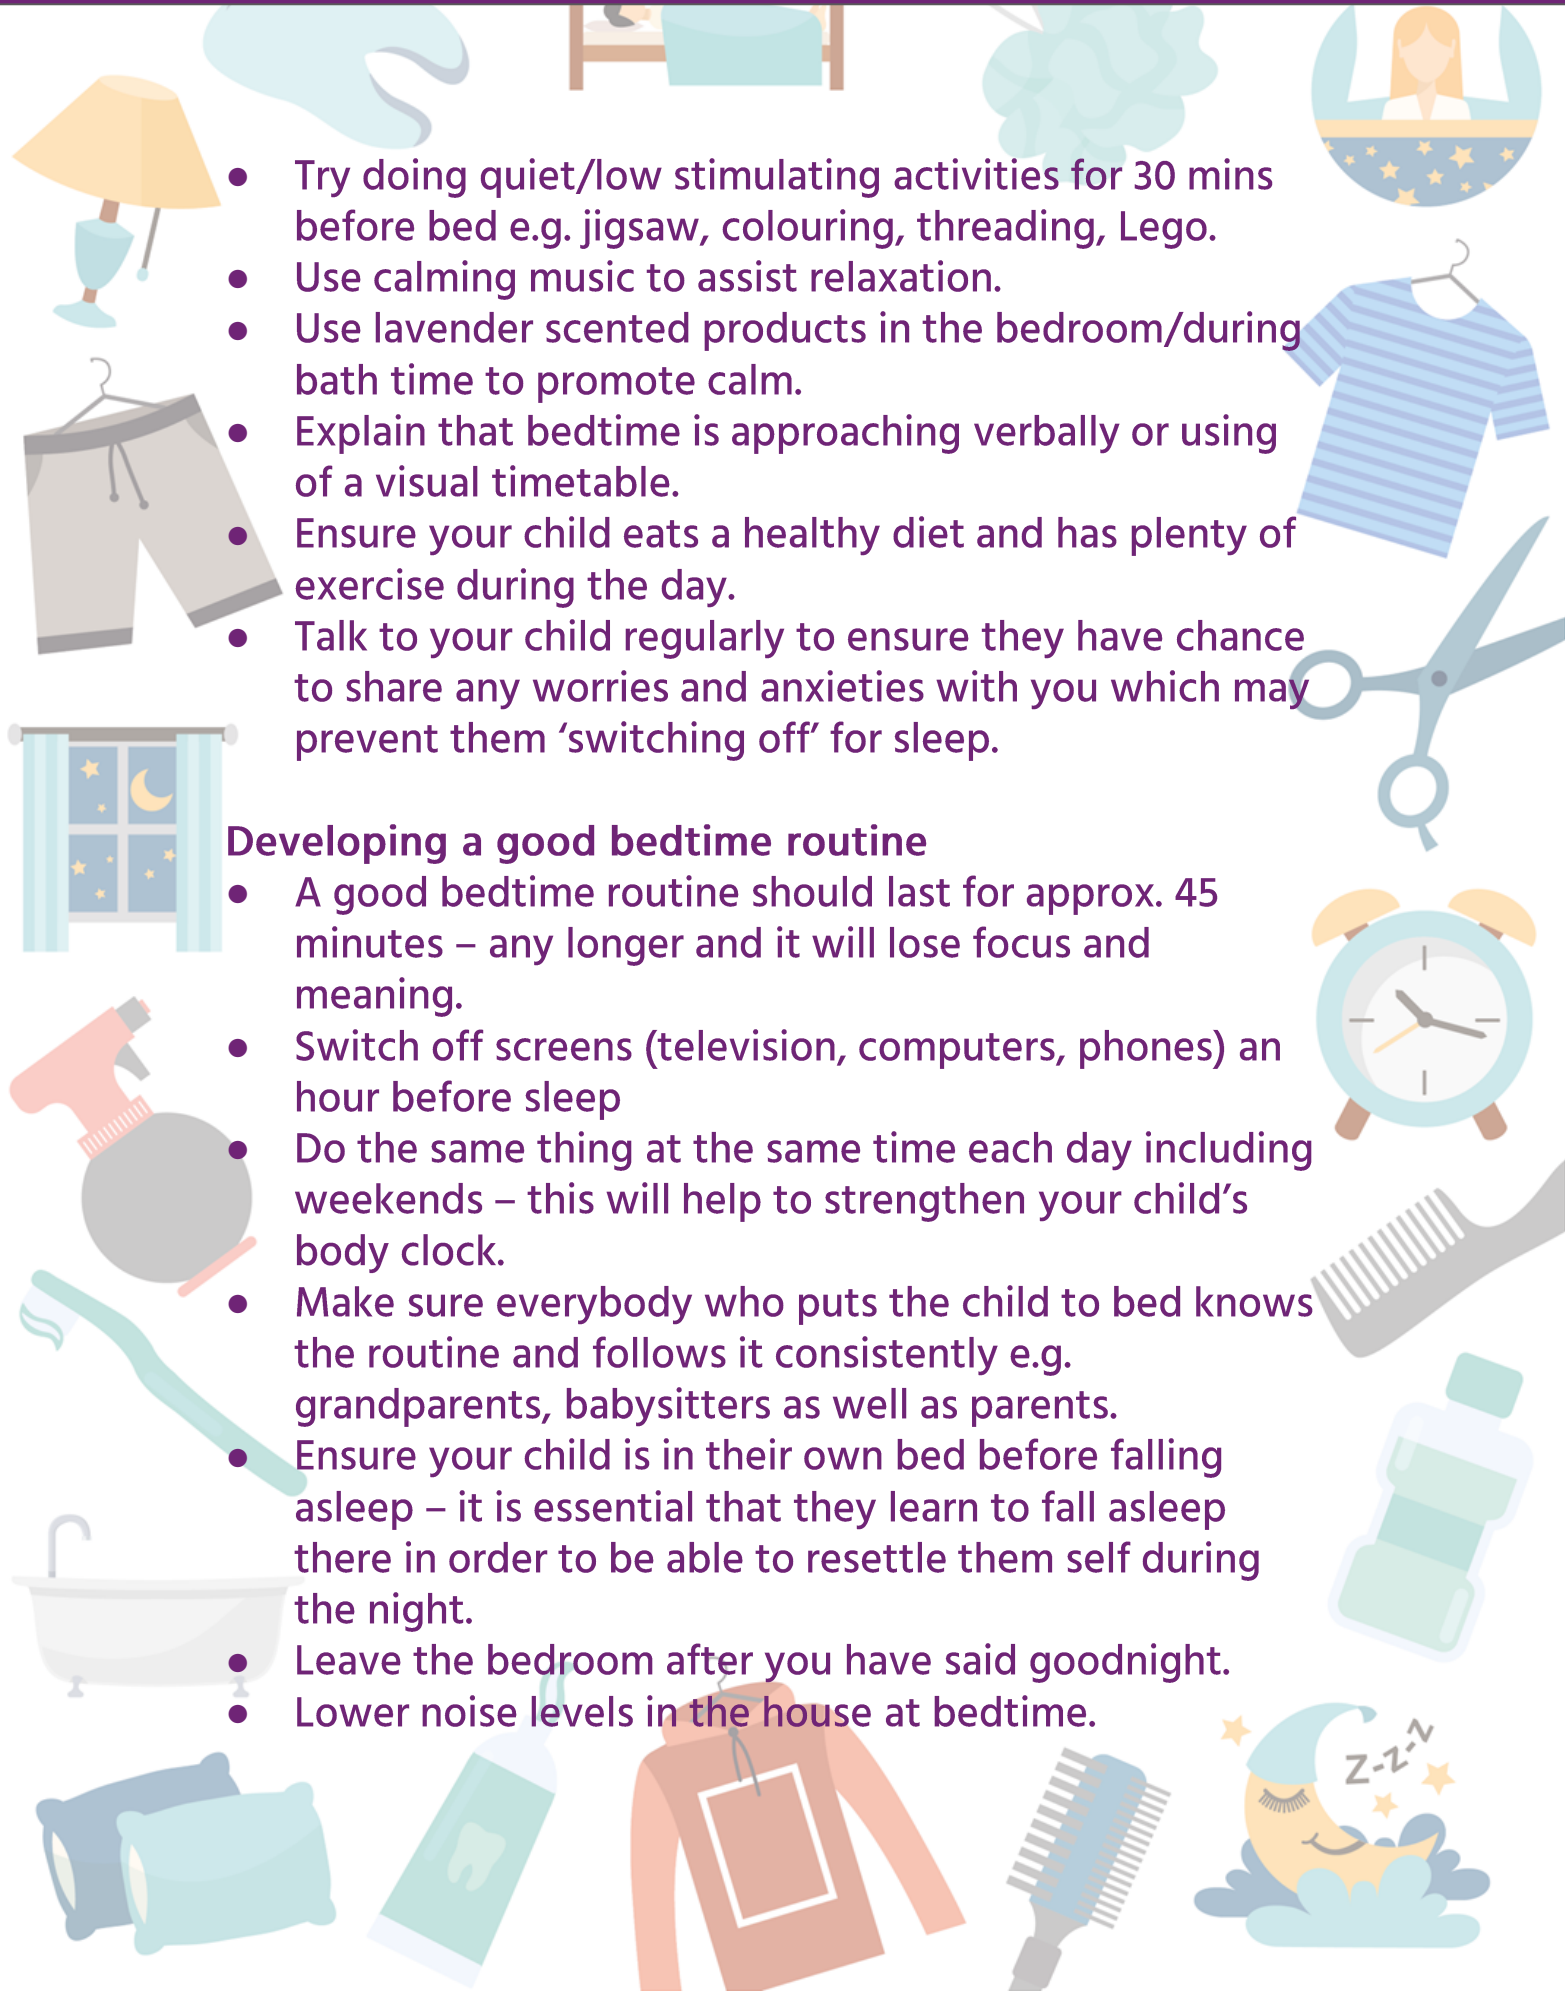 ● Try doing quiet/low stimulating activities for 30 mins
before bed e.g. jigsaw, colouring, threading, Lego.
● Use calming music to assist relaxation.
● Use lavender scented products in the bedroom/during
bath time to promote calm.
● Explain that bedtime is approaching verbally or using
of a visual timetable.
● Ensure your child eats a healthy diet and has plenty of
exercise during the day.
● Talk to your child regularly to ensure they have chance
to share any worries and anxieties with you which may
prevent them ‘switching off’ for sleep.
Developing a good bedtime routine
● A good bedtime routine should last for approx. 45
minutes – any longer and it will lose focus and
meaning.
● Switch off screens (television, computers, phones) an
hour before sleep
● Do the same thing at the same time each day including
weekends – this will help to strengthen your child’s
body clock.
● Make sure everybody who puts the child to bed knows
the routine and follows it consistently e.g.
grandparents, babysitters as well as parents.
● Ensure your child is in their own bed before falling
asleep – it is essential that they learn to fall asleep
there in order to be able to resettle them self during
the night.
● Leave the bedroom after you have said goodnight.
● Lower noise levels in the house at bedtime.
Z-Z-Z